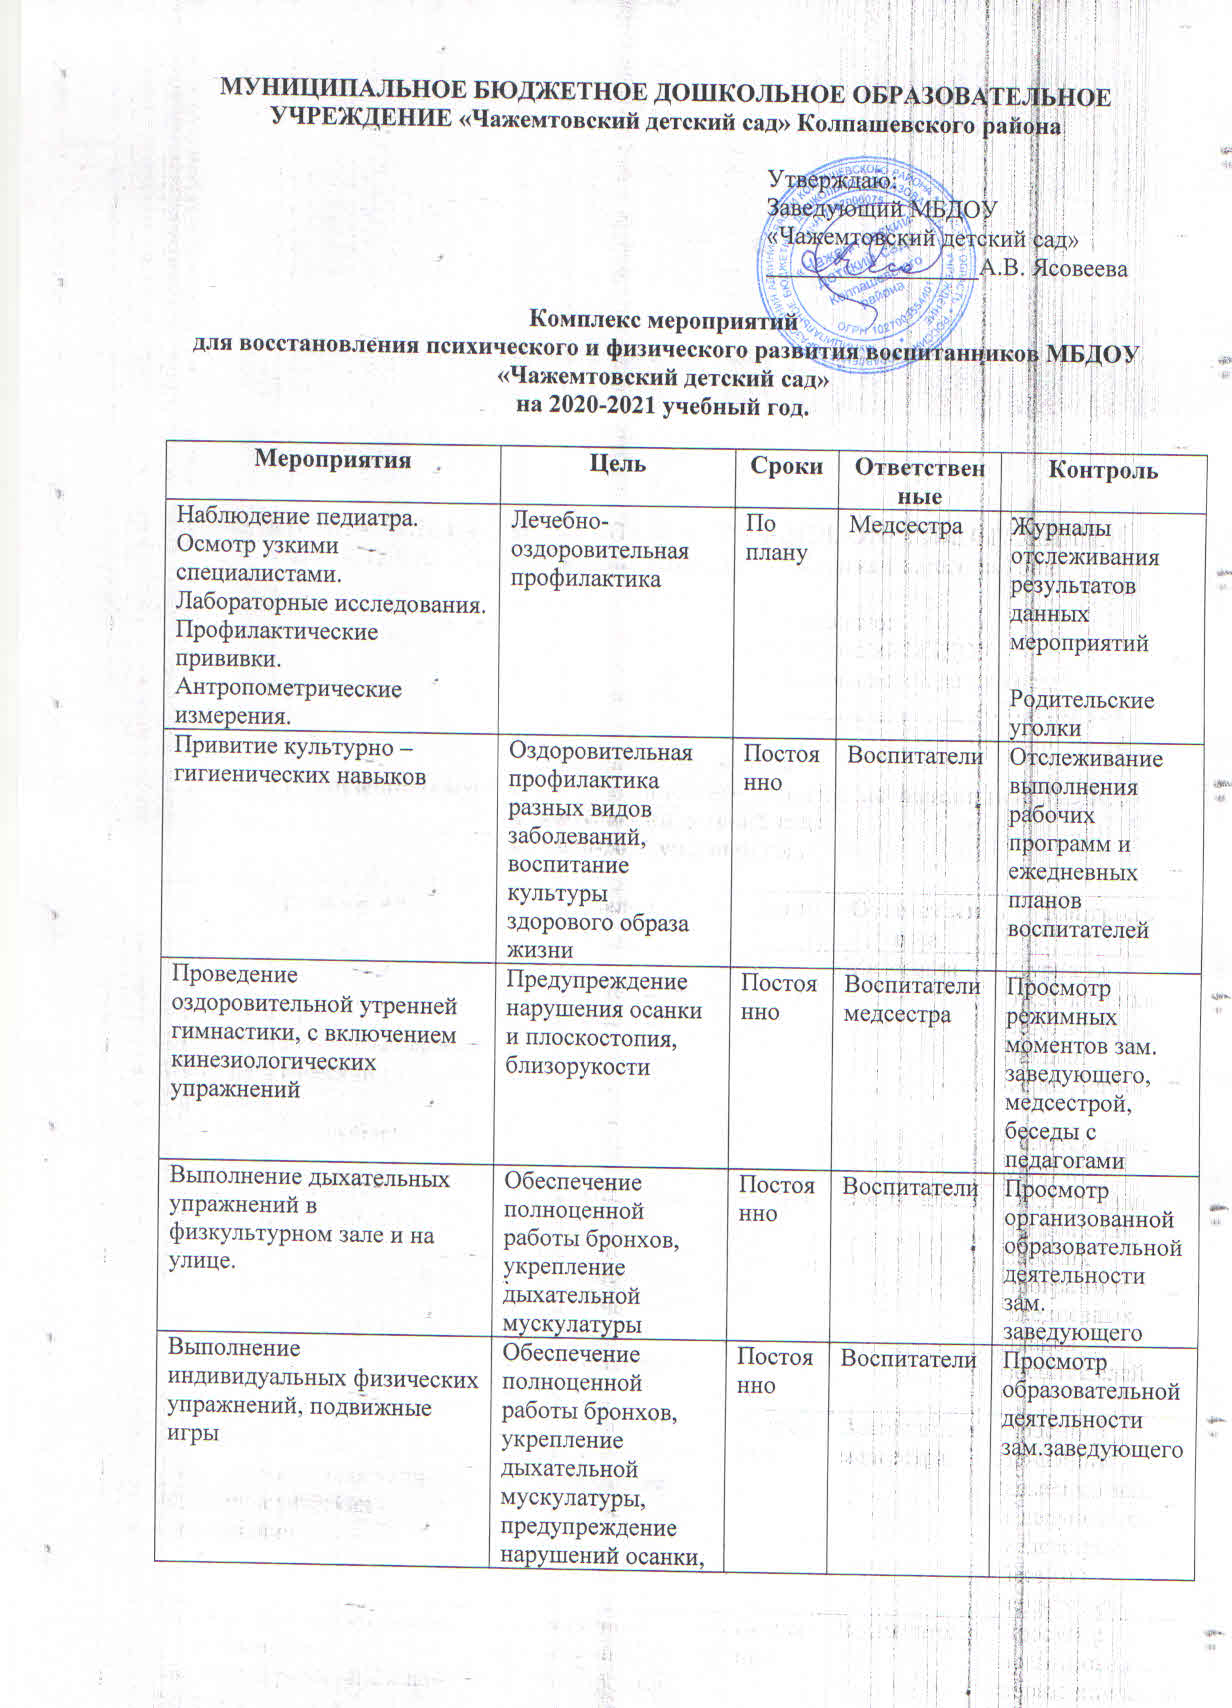 МУНИЦИПАЛЬНОЕ БЮДЖЕТНОЕ ДОШКОЛЬНОЕ ОБРАЗОВАТЕЛЬНОЕ
УЧРЕЖДЕНИЕ «Чажемтовский детский сад» Колпашевского района
Утверждаю:
Заведующий МБДОУ
«Чажемтовский детский сад»
А.В. Ясовеева
Комплекс мероприятий
для восстановления психического и физического развития воспитанников МБДОУ
«Чажемтовский детский сад»
на 2020-2021 учебный год.
Мероприятия
Цель
Сроки
Ответствен
ные
Контроль
Наблюдение педиатра.
Осмотр узкими
специалистами.
Лабораторные исследования.
Профилактические
прививки.
Антропометрические
измерения.
Лечебно-
оздоровительная
профилактика
По
плану
Медсестра
Журналы
отслеживания
результатов
данных
мероприятий
Родительские
уголки
Привитие культурно –
гигиенических навыков
Оздоровительная
профилактика
разных видов
заболеваний,
воспитание
культуры
здорового образа
жизни
Постоя
нно
Воспитатели
Отслеживание
выполнения
рабочих
программ и
ежедневных
планов
воспитателей
Проведение
оздоровительной утренней
гимнастики, с включением
кинезиологических
упражнений
Предупреждение
нарушения осанки
и плоскостопия,
близорукости
Постоя
нно
Воспитатели
медсестра
Просмотр
режимных
моментов зам.
заведующего,
медсестрой,
беседы с
педагогами
Выполнение дыхательных
упражнений в
физкультурном зале и на
улице.
Обеспечение
полноценной
работы бронхов,
укрепление
дыхательной
мускулатуры
Постоя
нно
Воспитатели
Просмотр
организованной
образовательной
деятельности
зам.
заведующего
Выполнение
индивидуальных физических
упражнений, подвижные
игры
Обеспечение
полноценной
работы бронхов,
укрепление
дыхательной
мускулатуры,
предупреждение
нарушений осанки,
Постоя
нно
Воспитатели
Просмотр
образовательной
деятельности
зам.заведующего